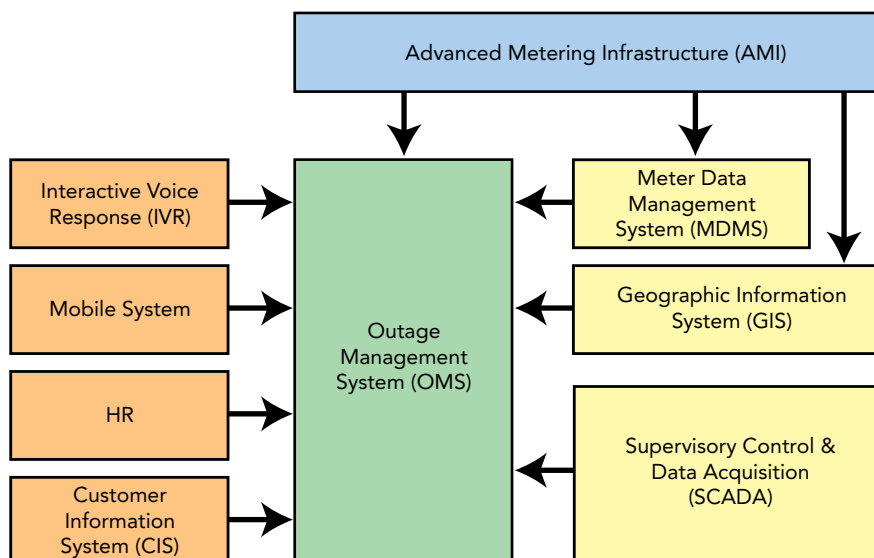 Advanced Metering Infrastructure (AMI)
Interactive Voice
Response (IVR)
Mobile System
HR
Customer
Information
System (CIS)
Outage
Management
System (OMS)
Meter Data
Management
System (MDMS)
Geographic Information
System (GIS)
Supervisory Control &
Data Acquisition
(SCADA)